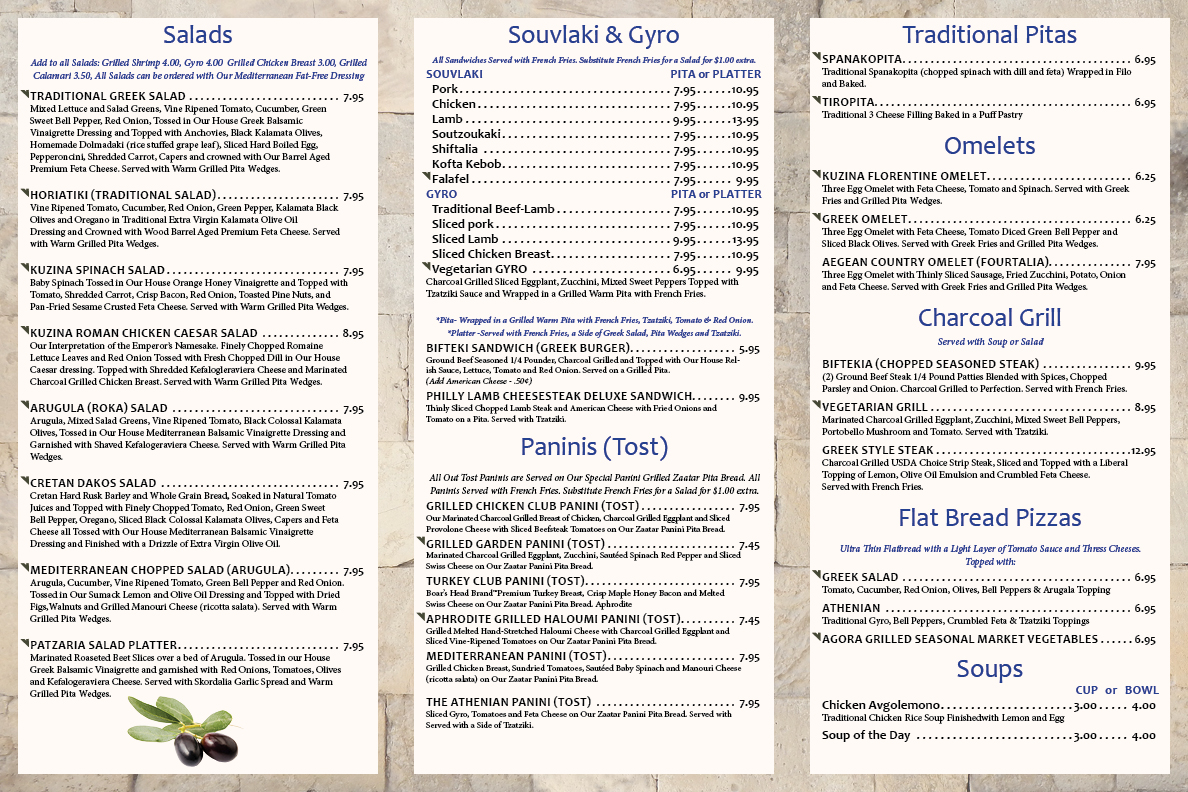 Salads
Add to all Salads: Grilled Shrimp 4.00, Gyro 4.00 Grilled Chicken Breast 3.00, Grilled
Calamari 3.50, All Salads can be ordered with Our Mediterranean Fat-Free Dressing
TRADITIONAL GREEK SALAD . . . . . . . . . . . . . . . . . . . . . . . . . 7.95
Mixed Lettuce and Salad Greens, Vine Ripened Tomato, Cucumber, Green
Sweet Bell Pepper, Red Onion, Tossed in Our House Greek Balsamic
Vinaigrette Dressing and Topped with Anchovies, Black Kalamata Olives,
Homemade Dolmadaki (rice stuffed grape leaf), Sliced Hard Boiled Egg,
Pepperoncini, Shredded Carrot, Capers and crowned with Our Barrel Aged
Premium Feta Cheese. Served with Warm Grilled Pita Wedges.
HORIATIKI (TRADITIONAL SALAD). . . . . . . . . . . . . . . . . . . . 7.95
Vine Ripened Tomato, Cucumber, Red Onion, Green Pepper, Kalamata Black
Olives and Oregano in Traditional Extra Virgin Kalamata Olive Oil
Dressing and Crowned with Wood Barrel Aged Premium Feta Cheese. Served
with Warm Grilled Pita Wedges.
KUZINA SPINACH SALAD. . . . . . . . . . . . . . . . . . . . . . . . . . . . . 7.95
Baby Spinach Tossed in Our House Orange Honey Vinaigrette and Topped with
Tomato, Shredded Carrot, Crisp Bacon, Red Onion, Toasted Pine Nuts, and
Pan-Fried Sesame Crusted Feta Cheese. Served with Warm Grilled Pita Wedges.
KUZINA ROMAN CHICKEN CAESAR SALAD . . . . . . . . . . . . . 8.95
Our Interpretation of the Emperor's Namesake. Finely Chopped Romaine
Lettuce Leaves and Red Onion Tossed with Fresh Chopped Dill in Our House
Caesar dressing. Topped with Shredded Kefalogleraviera Cheese and Marinated
Charcoal Grilled Chicken Breast. Served with Warm Grilled Pita Wedges.
ARUGULA (ROKA) SALAD . . . . . . . . . . . . . . . . . . . . . . . . . . . . 7.95
Arugula, Mixed Salad Greens, Vine Ripened Tomato, Black Colossal Kalamata
Olives, Tossed in Our House Mediterranean Balsamic Vinaigrette Dressing and
Garnished with Shaved Kefalogeraviera Cheese. Served with Warm Grilled Pita
Wedges.
CRETAN DAKOS SALAD . . . . . . . . . . . . . . . . . . . . . . . . . . . . . . 7.95
Cretan Hard Rusk Barley and Whole Grain Bread, Soaked in Natural Tomato
Juices and Topped with Finely Chopped Tomato, Red Onion, Green Sweet
Bell Pepper, Oregano, Sliced Black Colossal Kalamata Olives, Capers and Feta
Cheese all Tossed with Our House Mediterranean Balsamic Vinaigrette
Dressing and Finished with a Drizzle of Extra Virgin Olive Oil.
MEDITERRANEAN CHOPPED SALAD (ARUGULA). . . . . . . . 7.95
Arugula, Cucumber, Vine Ripened Tomato, Green Bell Pepper and Red Onion.
Tossed in Our Sumack Lemon and Olive Oil Dressing and Topped with Dried
Figs,Walnuts and Grilled Manouri Cheese (ricotta salata). Served with Warm
Grilled Pita Wedges.
PATZARIA SALAD PLATTER. . . . . . . . . . . . . . . . . . . . . . . . . . . 7.95
Marinated Roaseted Beet Slices over a bed of Arugula. Tossed in our House
Greek Balsamic Vinaigrette and garnished with Red Onions, Tomatoes, Olives
and Kefalogeraviera Cheese. Served with Skordalia Garlic Spread and Warm
Grilled Pita Wedges.
Souvlaki & Gyro
All Sandwiches Served with French Fries. Substitute French Fries for a Salad for $1.00 extra.
SOUVLAKI PITA or PLATTER
Pork. . . . . . . . . . . . . . . . . . . . . . . . . . . . . . . . . . . 7.95. . . . . .10.95
Chicken . . . . . . . . . . . . . . . . . . . . . . . . . . . . . . . . 7.95. . . . . .10.95
Lamb . . . . . . . . . . . . . . . . . . . . . . . . . . . . . . . . . . 9.95. . . . . .13.95
Soutzoukaki. . . . . . . . . . . . . . . . . . . . . . . . . . . . 7.95. . . . . .10.95
Shiftalia . . . . . . . . . . . . . . . . . . . . . . . . . . . . . . . 7.95. . . . . .10.95
Kofta Kebob. . . . . . . . . . . . . . . . . . . . . . . . . . . . 7.95. . . . . .10.95
Falafel . . . . . . . . . . . . . . . . . . . . . . . . . . . . . . . . . 7.95. . . . . . 9.95
GYRO PITA or PLATTER
Traditional Beef-Lamb . . . . . . . . . . . . . . . . . . . 7.95. . . . . .10.95
Sliced pork . . . . . . . . . . . . . . . . . . . . . . . . . . . . . 7.95. . . . . .10.95
Sliced Lamb . . . . . . . . . . . . . . . . . . . . . . . . . . . . 9.95. . . . . .13.95
Sliced Chicken Breast. . . . . . . . . . . . . . . . . . . . 7.95. . . . . .10.95
Vegetarian GYRO . . . . . . . . . . . . . . . . . . . . . . . 6.95. . . . . . 9.95
Charcoal Grilled Sliced Eggplant, Zucchini, Mixed Sweet Peppers Topped with
Tzatziki Sauce and Wrapped in a Grilled Warm Pita with French Fries.
*Pita- Wrapped in a Grilled Warm Pita with French Fries, Tzatziki, Tomato & Red Onion.
*Platter -Served with French Fries, a Side of Greek Salad, Pita Wedges and Tzatziki.
BIFTEKI SANDWICH (GREEK BURGER). . . . . . . . . . . . . . . . . . 5.95
Ground Beef Seasoned 1/4 Pounder, Charcoal Grilled and Topped with Our House Rel-
ish Sauce, Lettuce, Tomato and Red Onion. Served on a Grilled Pita.
(Add American Cheese - .50¢)
PHILLY LAMB CHEESESTEAK DELUXE SANDWICH. . . . . . . 9.95
Thinly Sliced Chopped Lamb Steak and American Cheese with Fried Onions and
Tomato on a Pita. Served with Tzatziki.
Paninis (Tost)
All Out Tost Paninis are Served on Our Special Panini Grilled Zaatar Pita Bread. All
Paninis Served with French Fries. Substitute French Fries for a Salad for $1.00 extra.
GRILLED CHICKEN CLUB PANINI (TOST) . . . . . . . . . . . . . . . . 7.95
Our Marinated Charcoal Grilled Breast of Chicken, Charcoal Grilled Eggplant and Sliced
Provolone Cheese with Sliced Beefsteak Tomatoes on Our Zaatar Panini Pita Bread.
GRILLED GARDEN PANINI (TOST) . . . . . . . . . . . . . . . . . . . . . . 7.45
Marinated Charcoal Grilled Eggplant, Zucchini, Sautéed Spinach Red Pepper and Sliced
Swiss Cheese on Our Zaatar Panini Pita Bread.
TURKEY CLUB PANINI (TOST). . . . . . . . . . . . . . . . . . . . . . . . . . 7.95
Boar's Head Brand"Premium Turkey Breast, Crisp Maple Honey Bacon and Melted
Swiss Cheese on Our Zaatar Panini Pita Bread. Aphrodite
APHRODITE GRILLED HALOUMI PANINI (TOST). . . . . . . . . . 7.45
Grilled Melted Hand-Stretched Haloumi Cheese with Charcoal Grilled Eggplant and
Sliced Vine-Ripened Tomatoes on Our Zaatar Panini Pita Bread.
MEDITERRANEAN PANINI (TOST). . . . . . . . . . . . . . . . . . . . . . 7.95
Grilled Chicken Breast, Sundried Tomatoes, Sautéed Baby Spinach and Manouri Cheese
(ricotta salata) on Our Zaatar Panini Pita Bread.
THE ATHENIAN PANINI (TOST) . . . . . . . . . . . . . . . . . . . . . . . . 7.95
Sliced Gyro, Tomatoes and Feta Cheese on Our Zaatar Panini Pita Bread. Served with
Served with a Side of Tzatziki.
Traditional Pitas
SPANAKOPITA. . . . . . . . . . . . . . . . . . . . . . . . . . . . . . . . . . . . . . . 6.95
Traditional Spanakopita (chopped spinach with dill and feta) Wrapped in Filo
and Baked.
TIROPITA. . . . . . . . . . . . . . . . . . . . . . . . . . . . . . . . . . . . . . . . . . . 6.95
Traditional 3 Cheese Filling Baked in a Puff Pastry
Omelets
KUZINA FLORENTINE OMELET. . . . . . . . . . . . . . . . . . . . . . . . 6.25
Three Egg Omelet with Feta Cheese, Tomato and Spinach. Served with Greek
Fries and Grilled Pita Wedges.
GREEK OMELET. . . . . . . . . . . . . . . . . . . . . . . . . . . . . . . . . . . . . 6.25
Three Egg Omelet with Feta Cheese, Tomato Diced Green Bell Pepper and
Sliced Black Olives. Served with Greek Fries and Grilled Pita Wedges.
AEGEAN COUNTRY OMELET (FOURTALIA). . . . . . . . . . . . . . 7.95
Three Egg Omelet with Thinly Sliced Sausage, Fried Zucchini, Potato, Onion
and Feta Cheese. Served with Greek Fries and Grilled Pita Wedges.
Charcoal Grill
Served with Soup or Salad
BIFTEKIA (CHOPPED SEASONED STEAK) . . . . . . . . . . . . . . . 8.95
(2) Ground Beef Steak 1/4 Pound Patties Blended with Spices, Chopped
Parsley and Onion. Charcoal Grilled to Perfection. Served with French Fries.
VEGETARIAN GRILL . . . . . . . . . . . . . . . . . . . . . . . . . . . . . . . . . 8.95
Marinated Charcoal Grilled Eggplant, Zucchini, Mixed Sweet Bell Peppers,
Portobello Mushroom and Tomato. Served with Tzatziki.
GREEK STYLE STEAK . . . . . . . . . . . . . . . . . . . . . . . . . . . . . . . . .12.95
Charcoal Grilled USDA Choice Strip Steak, Sliced and Topped with a Liberal
Topping of Lemon, Olive Oil Emulsion and Crumbled Feta Cheese.
Served with French Fries.
Flat Bread Pizzas
Ultra Thin Flatbread with a Light Layer of Tomato Sauce and Thress Cheeses.
Topped with:
GREEK SALAD . . . . . . . . . . . . . . . . . . . . . . . . . . . . . . . . . . . . . . 6.95
Tomato, Cucumber, Red Onion, Olives, Bell Peppers & Arugala Topping
ATHENIAN . . . . . . . . . . . . . . . . . . . . . . . . . . . . . . . . . . . . . . . . . 6.95
Traditional Gyro, Bell Peppers, Crumbled Feta & Tzatziki Toppings
AGORA GRILLED SEASONAL MARKET VEGETABLES . . . . . . 6.95
Soups
CUP or BOWL
Chicken Avgolemono. . . . . . . . . . . . . . . . . . . . . .3.00 . . . . . 4.00
Traditional Chicken Rice Soup Finishedwith Lemon and Egg
Soup of the Day . . . . . . . . . . . . . . . . . . . . . . . . . .3.00 . . . . . 4.00